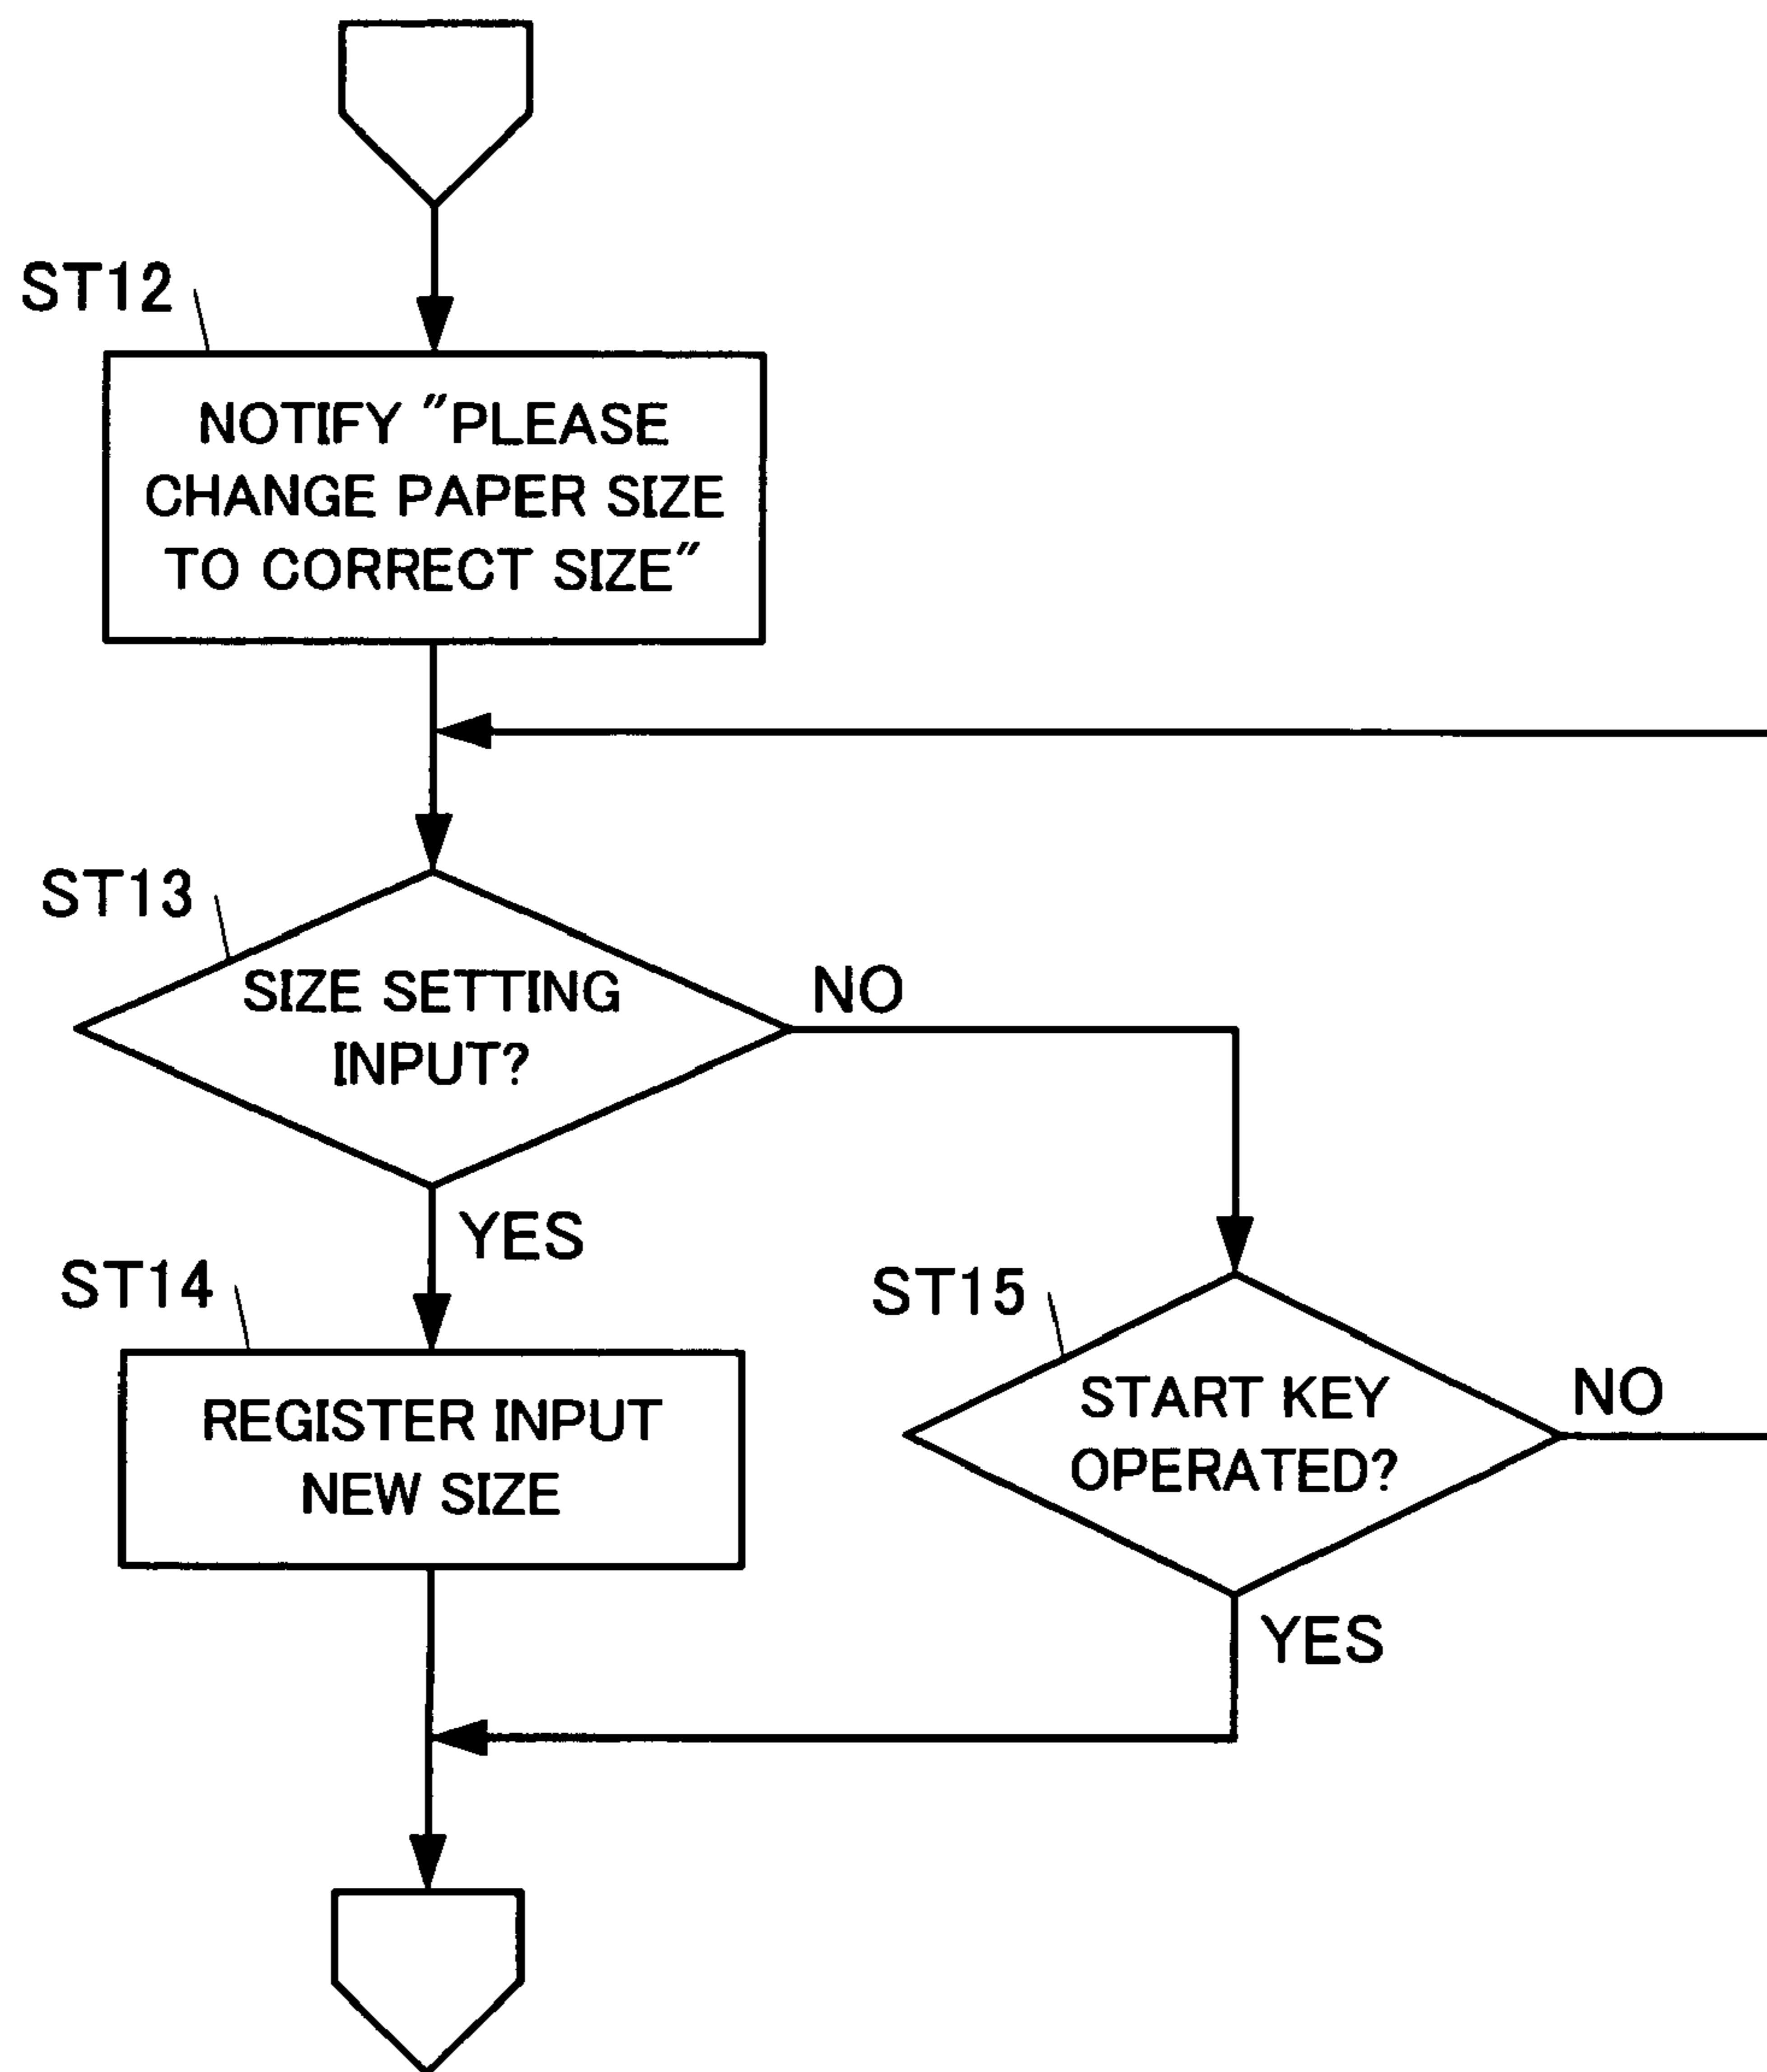 ST12
NOTIFY "PLEASE
CHANGE PAPER SIZE
TO CORRECT SIZE"
ST13
SIZE SETTING
INPUT?
NO
YES
ST14
REGISTER INPUT
NEW SIZE
ST15
START KEY
OPERATED?
NO
YES